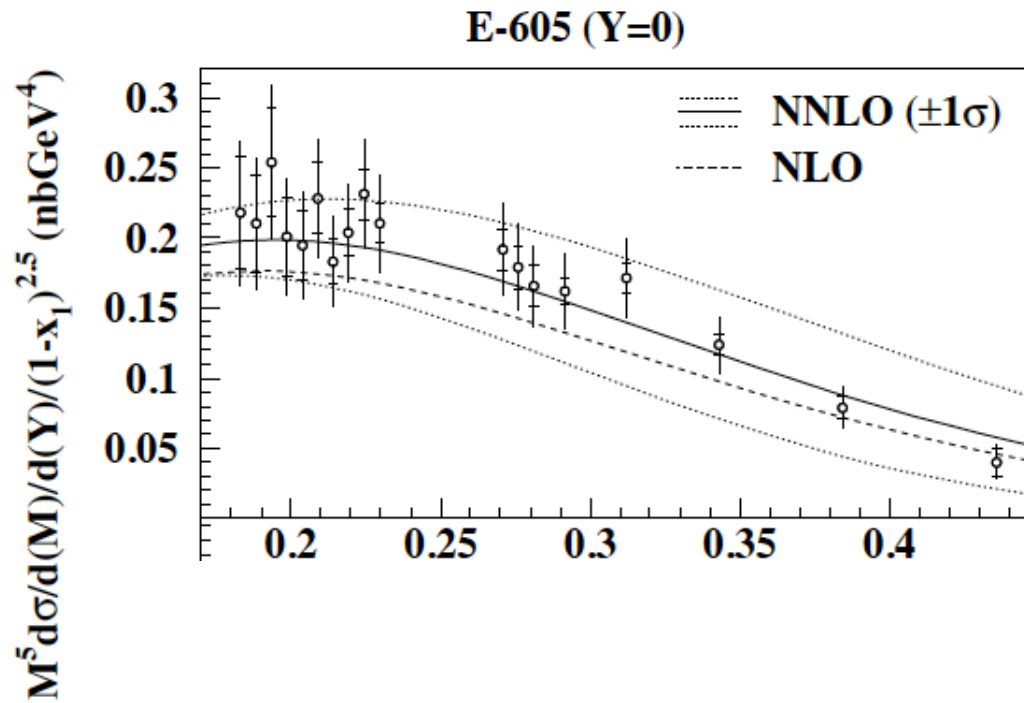 E-605 (Y=0)
M⁵dσ/d(M)/d(Y)/(1-x₁)²·⁵ (nbGeV⁴)
0.3
0.25
0.2
0.15
0.1
0.05
NNLO (±1σ)
NLO
0.2 0.25 0.3 0.35 0.4